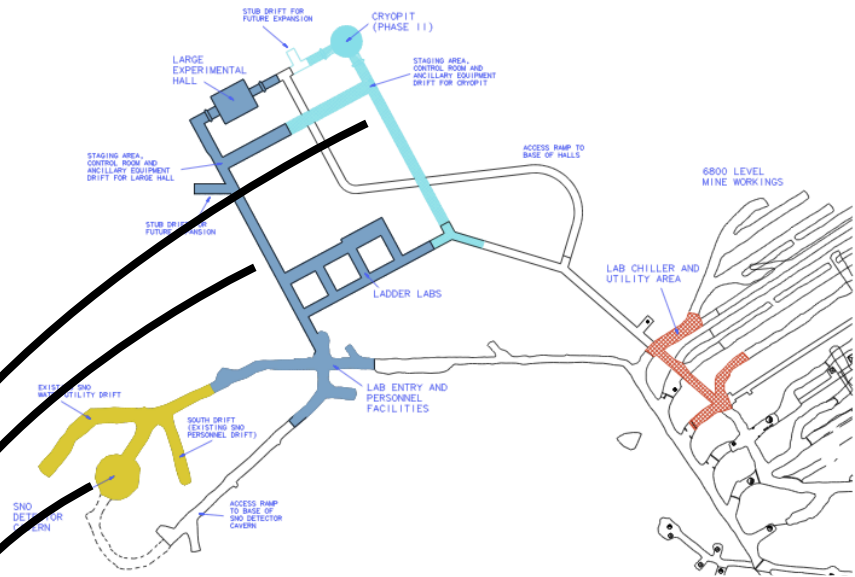 STUB DRIFT FOR
FUTURE EXPANSION
CRYOPIT
(PHASE II)
LARGE
EXPERIMENTAL
HALL
STAGING AREA,
CONTROL ROOM AND
ANCILLARY EQUIPMENT
DRIFT FOR CRYOPIT
STAGING AREA,
CONTROL ROOM AND
ANCILLARY EQUIPMENT
DRIFT FOR LARGE HALL
ACCESS RAMP TO
BASE OF HALLS
6800 LEVEL
MINE WORKINGS
STUB FOR
FUTURE
LAB CHILLER AND
UTILITY AREA
LADDER LABS
LAB ENTRY AND
PERSONNEL
FACILITIES
SNO
UTILITY DRIFT
SOUTH DRIFT
(EXISTING SNO
PERSONNEL DRIFT)
SNO
ACCESS RAMP
TO BASE OF
SNO DETECTOR
CAVERN